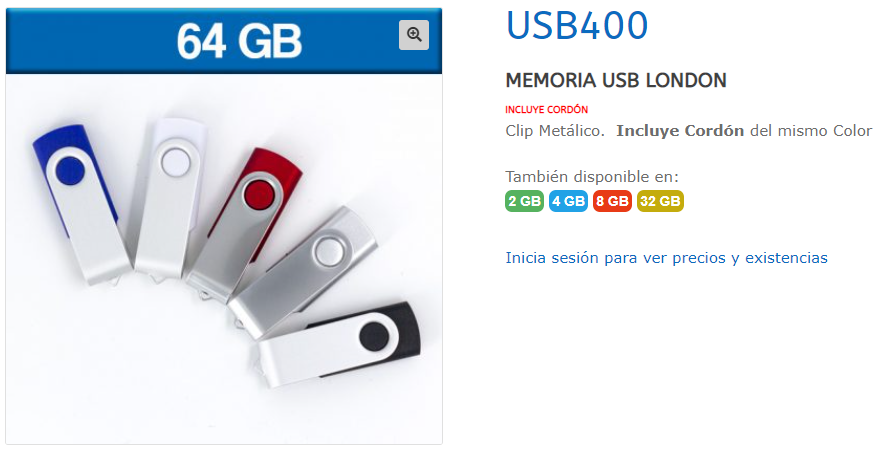 64 GB
USB400
MEMORIA USB LONDON
INCLUYE CORDÓN
Clip Metálico.  Incluye Cordón del mismo Color
También disponible en:
2 GB 4 GB 8 GB 32 GB
Inicia sesión para ver precios y existencias